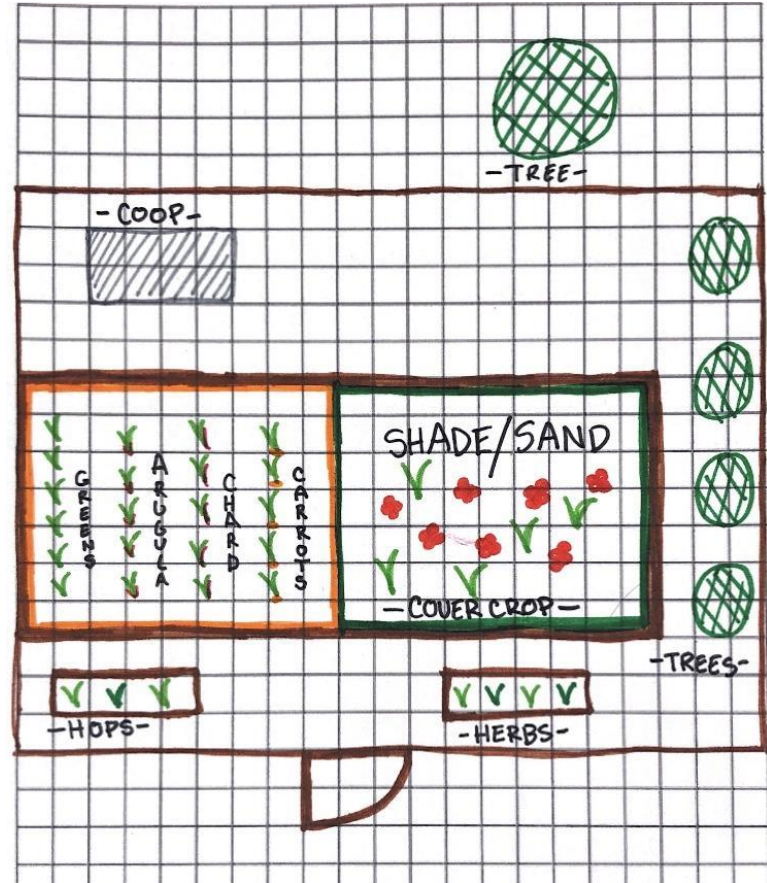 -TREE-
-COOP-
GREENS
ARUGULA
CHARD
CARROTS
SHADE/SAND
-COVER CROP-
-TREES-
-HOPS-
-HERBS-